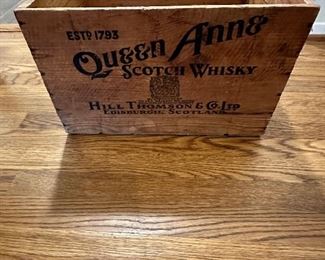 ESTD 1793
Queen Anne
SCOTCH WHISKY
HILL THOMSON & Co. LTD
EDINBURGH, SCOTLAND